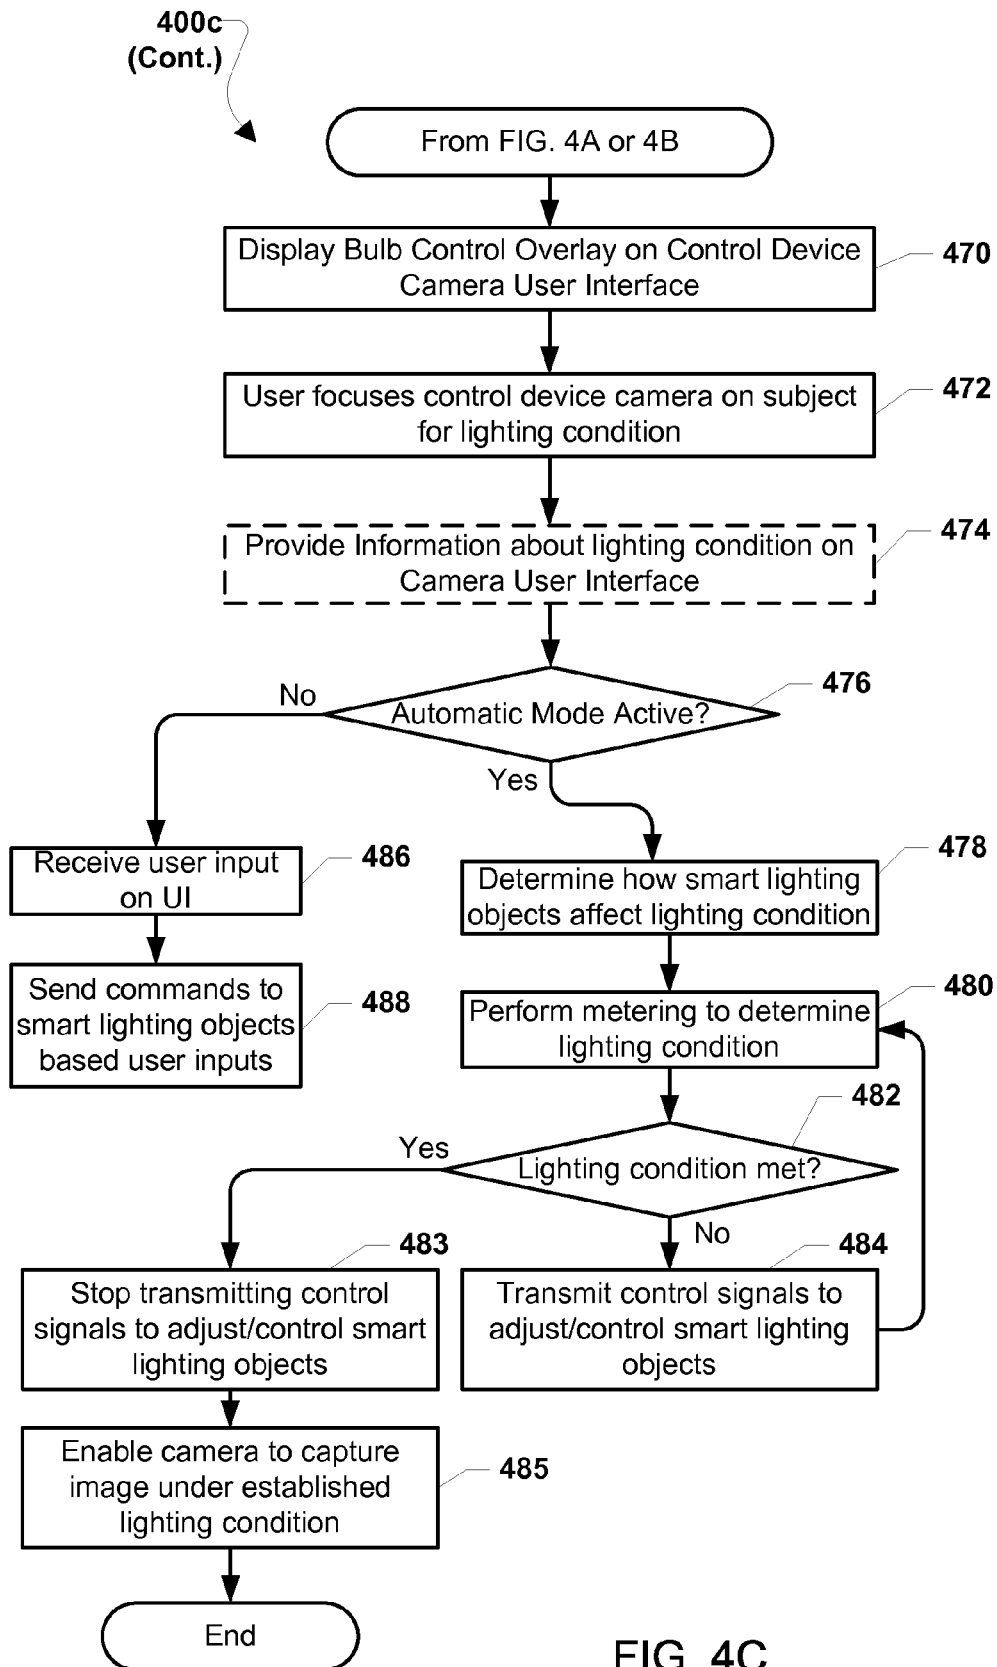 400c
(Cont.)
From FIG. 4A or 4B
Display Bulb Control Overlay on Control Device
Camera User Interface
470
User focuses control device camera on subject
for lighting condition
472
Provide Information about lighting condition on
Camera User Interface
474
Automatic Mode Active?
476
No
Yes
Receive user input
on UI
486
Send commands to
smart lighting objects
based user inputs
488
Determine how smart lighting
objects affect lighting condition
478
Perform metering to determine
lighting condition
480
Lighting condition met?
482
Yes
No
Stop transmitting control
signals to adjust/control smart
lighting objects
483
Transmit control signals to
adjust/control smart lighting
objects
484
Enable camera to capture
image under established
lighting condition
485
End
FIG. 4C